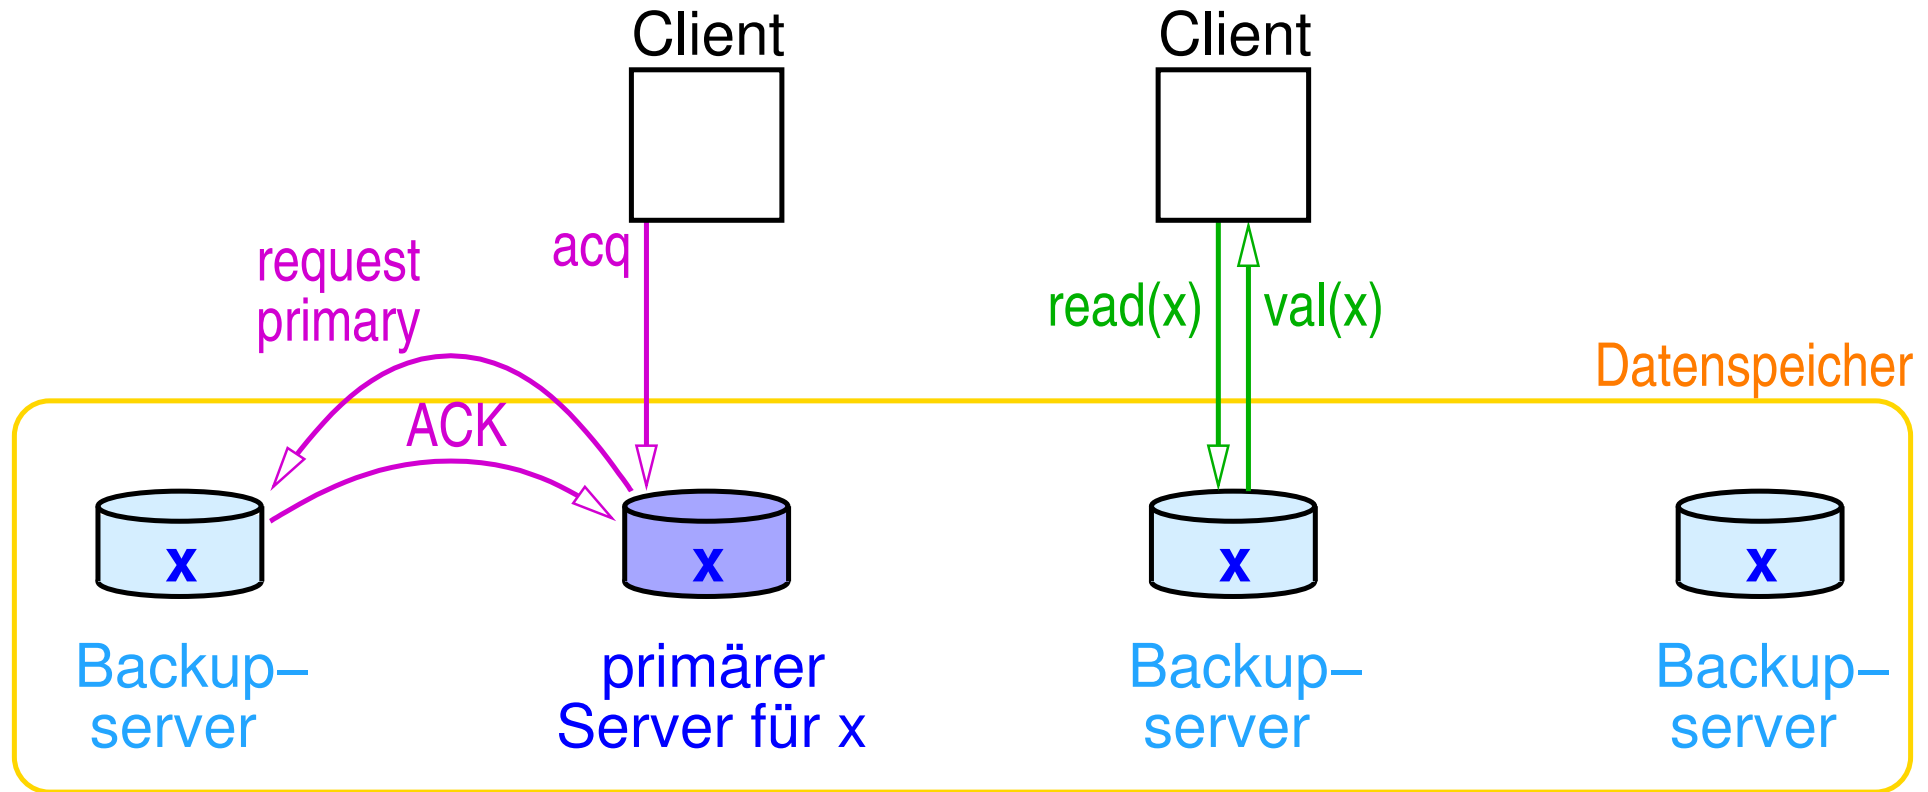 Client
Client
request
primary
acq
read(x)
val(x)
Datenspeicher
ACK
x
x
x
x
Backup–
server
primärer
Server für x
Backup–
server
Backup–
server